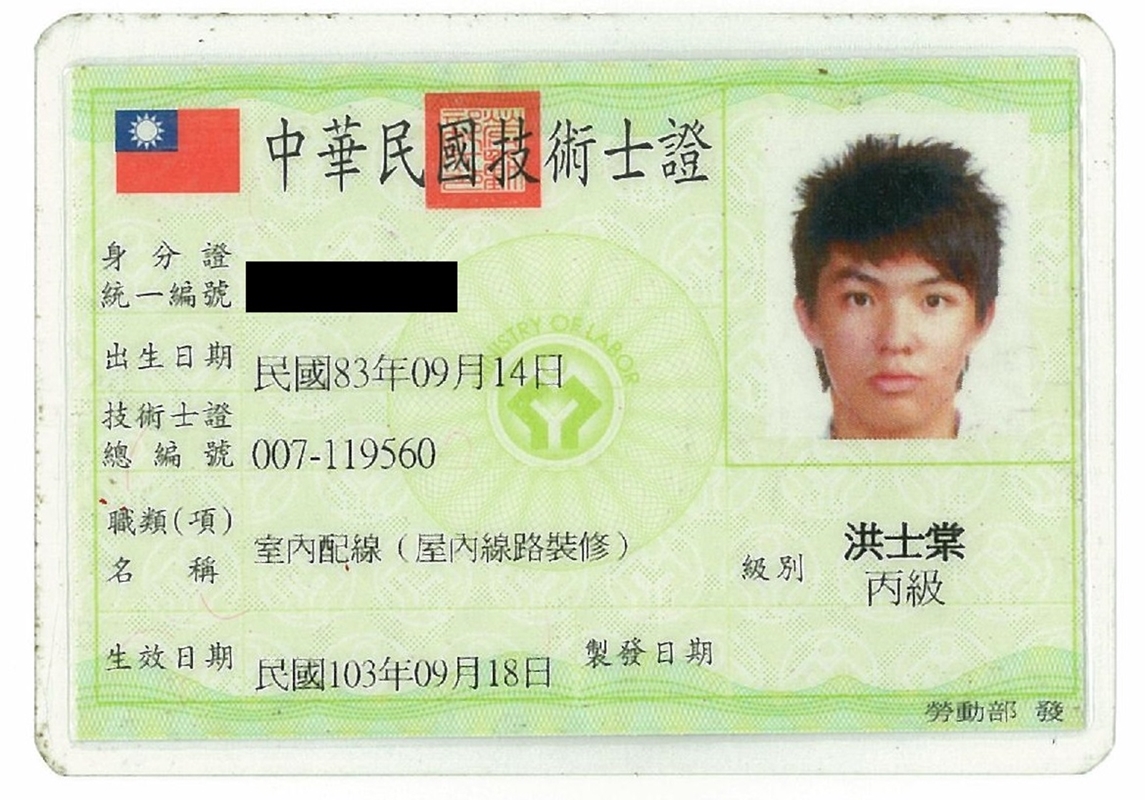 中華民國技術士證
身分證
統一編號
出生日期 民國83年09月14日
技術士證
總編號 007-119560
職類(項)
名稱 室內配線（屋內線路裝修）
洪士棠
級別 丙級
生效日期 民國103年09月18日 製發日期
勞動部 發
MINISTRY OF LABOR